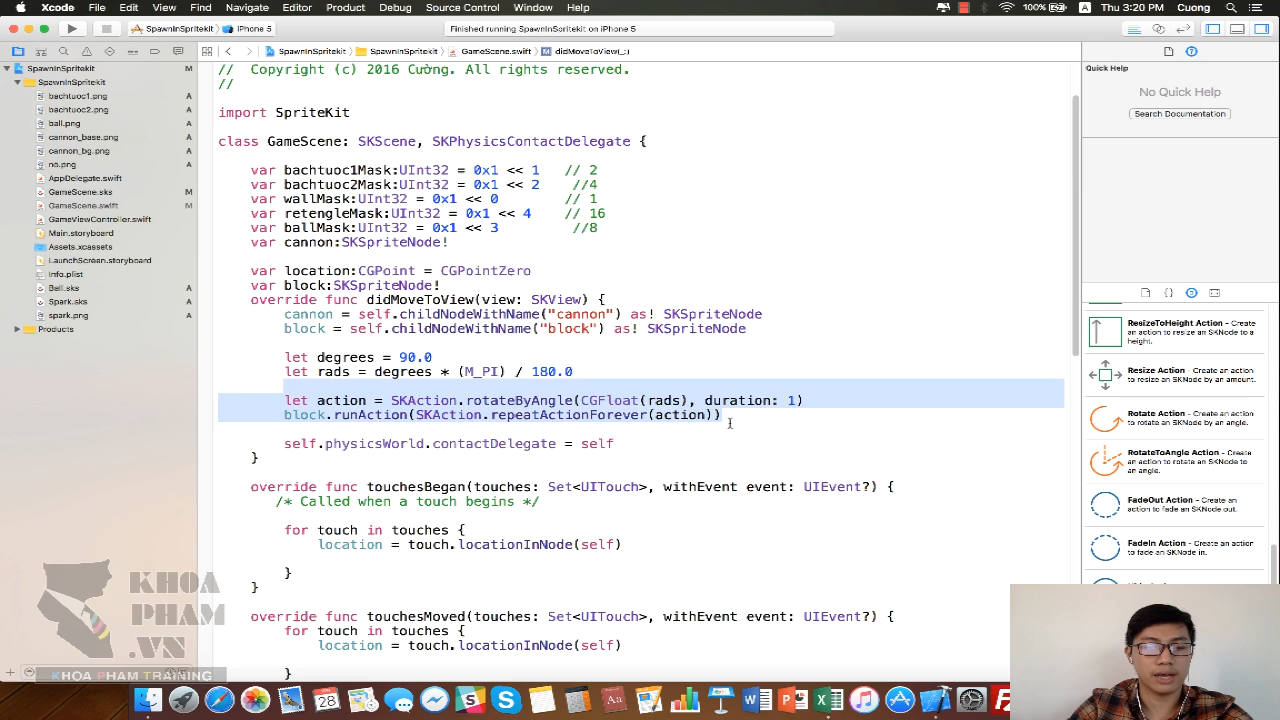 Xcode File Edit View Find Navigate Editor Product Debug Source Control Window Help 100% A Thu 3:20 PM Cuong
SpawnInSpritekit iPhone 5 Finished running SpawnInSpritekit on iPhone 5
SpawnInSpritekit SpawnInSpritekit GameScene.swift didMoveToView(_:)
SpawnInSpritekit M
SpawnInSpritekit
bachtuoc1.png A
bachtuoc2.png A
ball.png A
cannon_base.png A
cannon_bg.png A
no.png A
AppDelegate.swift
GameScene.sks M
GameScene.swift M
GameViewController.swift
Main.storyboard
Assets.xcassets
LaunchScreen.storyboard
Info.plist
Ball.sks A
Spark.sks A
spark.png A
Products
//  Copyright (c) 2016 Cường. All rights reserved.
//
import SpriteKit
class GameScene: SKScene, SKPhysicsContactDelegate {
var bachtuoc1Mask:UInt32 = 0x1 << 1   // 2
var bachtuoc2Mask:UInt32 = 0x1 << 2    //4
var wallMask:UInt32 = 0x1 << 0        // 1
var retengleMask:UInt32 = 0x1 << 4    // 16
var ballMask:UInt32 = 0x1 << 3         //8
var cannon:SKSpriteNode!
var location:CGPoint = CGPointZero
var block:SKSpriteNode!
override func didMoveToView(view: SKView) {
cannon = self.childNodeWithName("cannon") as! SKSpriteNode
block = self.childNodeWithName("block") as! SKSpriteNode
let degrees = 90.0
let rads = degrees * (M_PI) / 180.0
let action = SKAction.rotateByAngle(CGFloat(rads), duration: 1)
block.runAction(SKAction.repeatActionForever(action))
self.physicsWorld.contactDelegate = self
}
override func touchesBegan(touches: Set<UITouch>, withEvent event: UIEvent?) {
/* Called when a touch begins */
for touch in touches {
location = touch.locationInNode(self)
}
}
override func touchesMoved(touches: Set<UITouch>, withEvent event: UIEvent?) {
for touch in touches {
location = touch.locationInNode(self)
}
Quick Help
No Quick Help
Search Documentation
ResizeToHeight Action - Create
an action to resize an SKNode to a
height.
Resize Action - Create an action
to resize an SKNode by an amount.
Rotate Action - Create an action
to rotate an SKNode by an angle.
RotateToAngle Action - Create
an action to rotate an SKNode to
an angle.
FadeOut Action - Create an
action to fade an SKNode out.
FadeIn Action - Create an action
to fade an SKNode in.
KHOA
PHAM
.VN
KHOA PHAM TRAINING